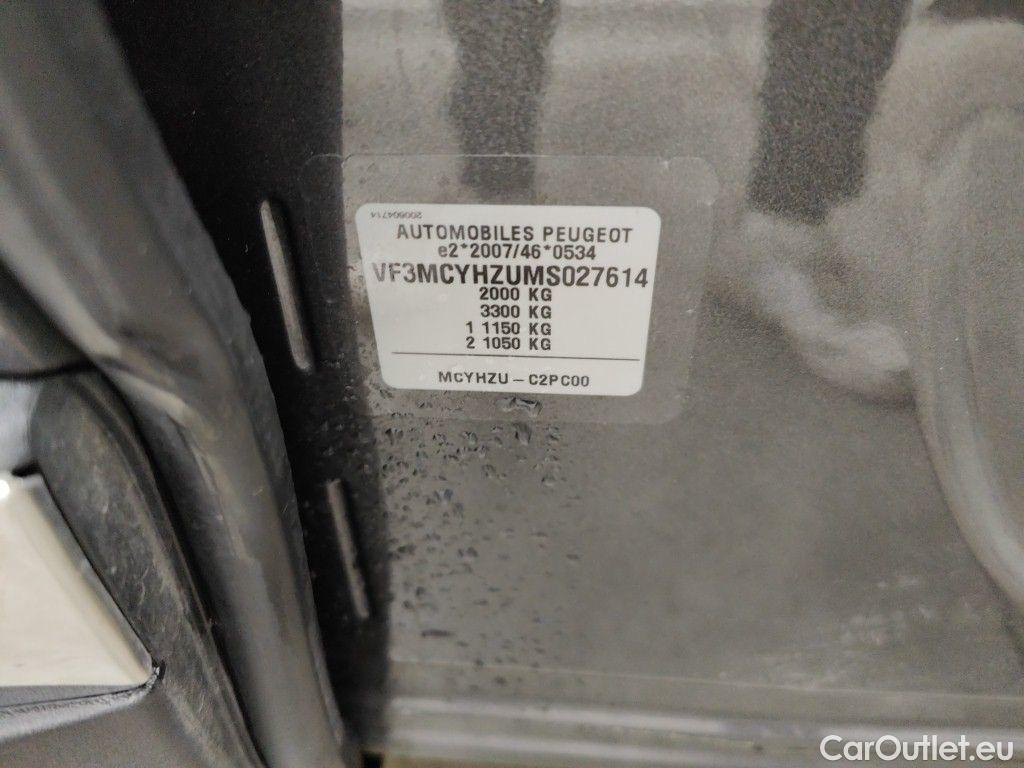 200604714
AUTOMOBILES PEUGEOT
e2*2007/46*0534
VF3MCYHZUMS027614
2000 KG
3300 KG
1 1150 KG
2 1050 KG
MCYHZU – C2PC00
CarOutlet.eu